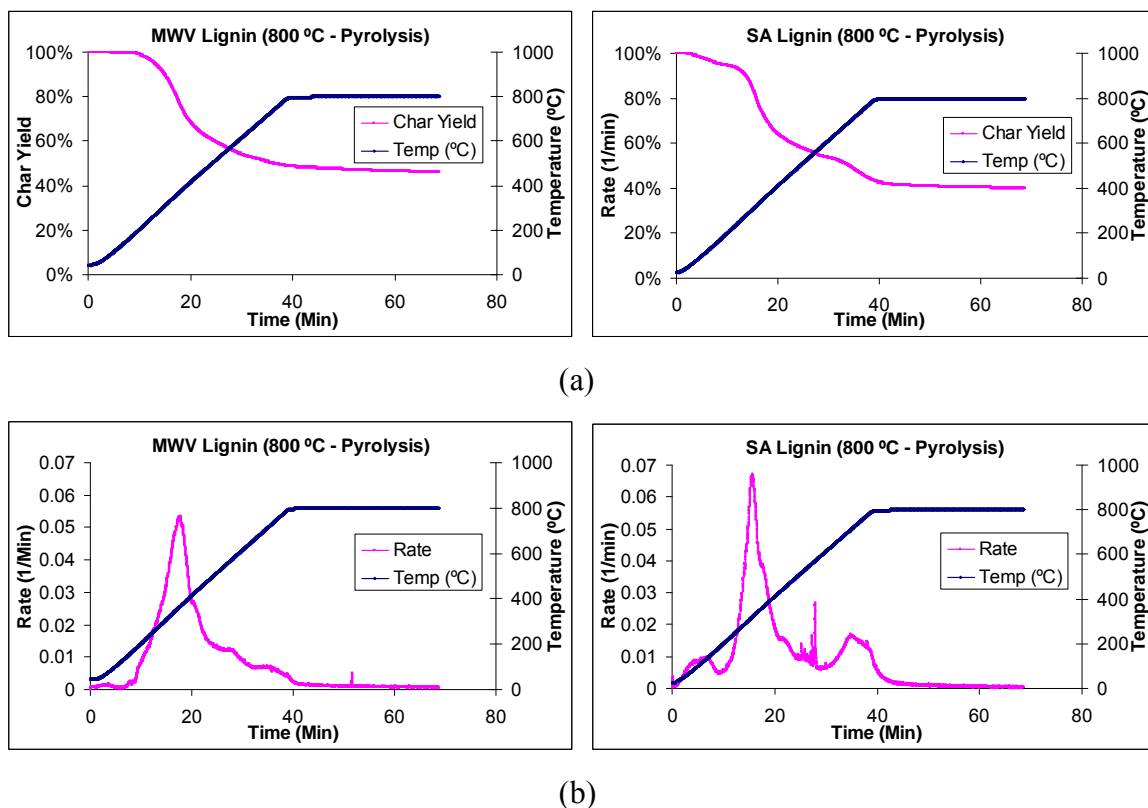 MWV Lignin (800 ºC - Pyrolysis)
100%
80%
60%
40%
20%
0%
Char Yield
1000
800
600
400
200
0
Temperature (ºC)
Char Yield
Temp (ºC)
0 20 40 60 80
Time (Min)
SA Lignin (800 ºC - Pyrolysis)
100%
80%
60%
40%
20%
0%
Rate (1/min)
1000
800
600
400
200
0
Temperature (ºC)
Char Yield
Temp (ºC)
0 20 40 60 80
Time (Min)
(a)
MWV Lignin (800 ºC - Pyrolysis)
0.07
0.06
0.05
0.04
0.03
0.02
0.01
0
Rate (1/Min)
1000
800
600
400
200
0
Temperature (ºC)
Rate
Temp (ºC)
0 20 40 60 80
Time (Min)
SA Lignin (800 ºC - Pyrolysis)
0.07
0.06
0.05
0.04
0.03
0.02
0.01
0
Rate (1/min)
1000
800
600
400
200
0
Temperature (ºC)
Rate
Temp (ºC)
0 20 40 60 80
Time (Min)
(b)